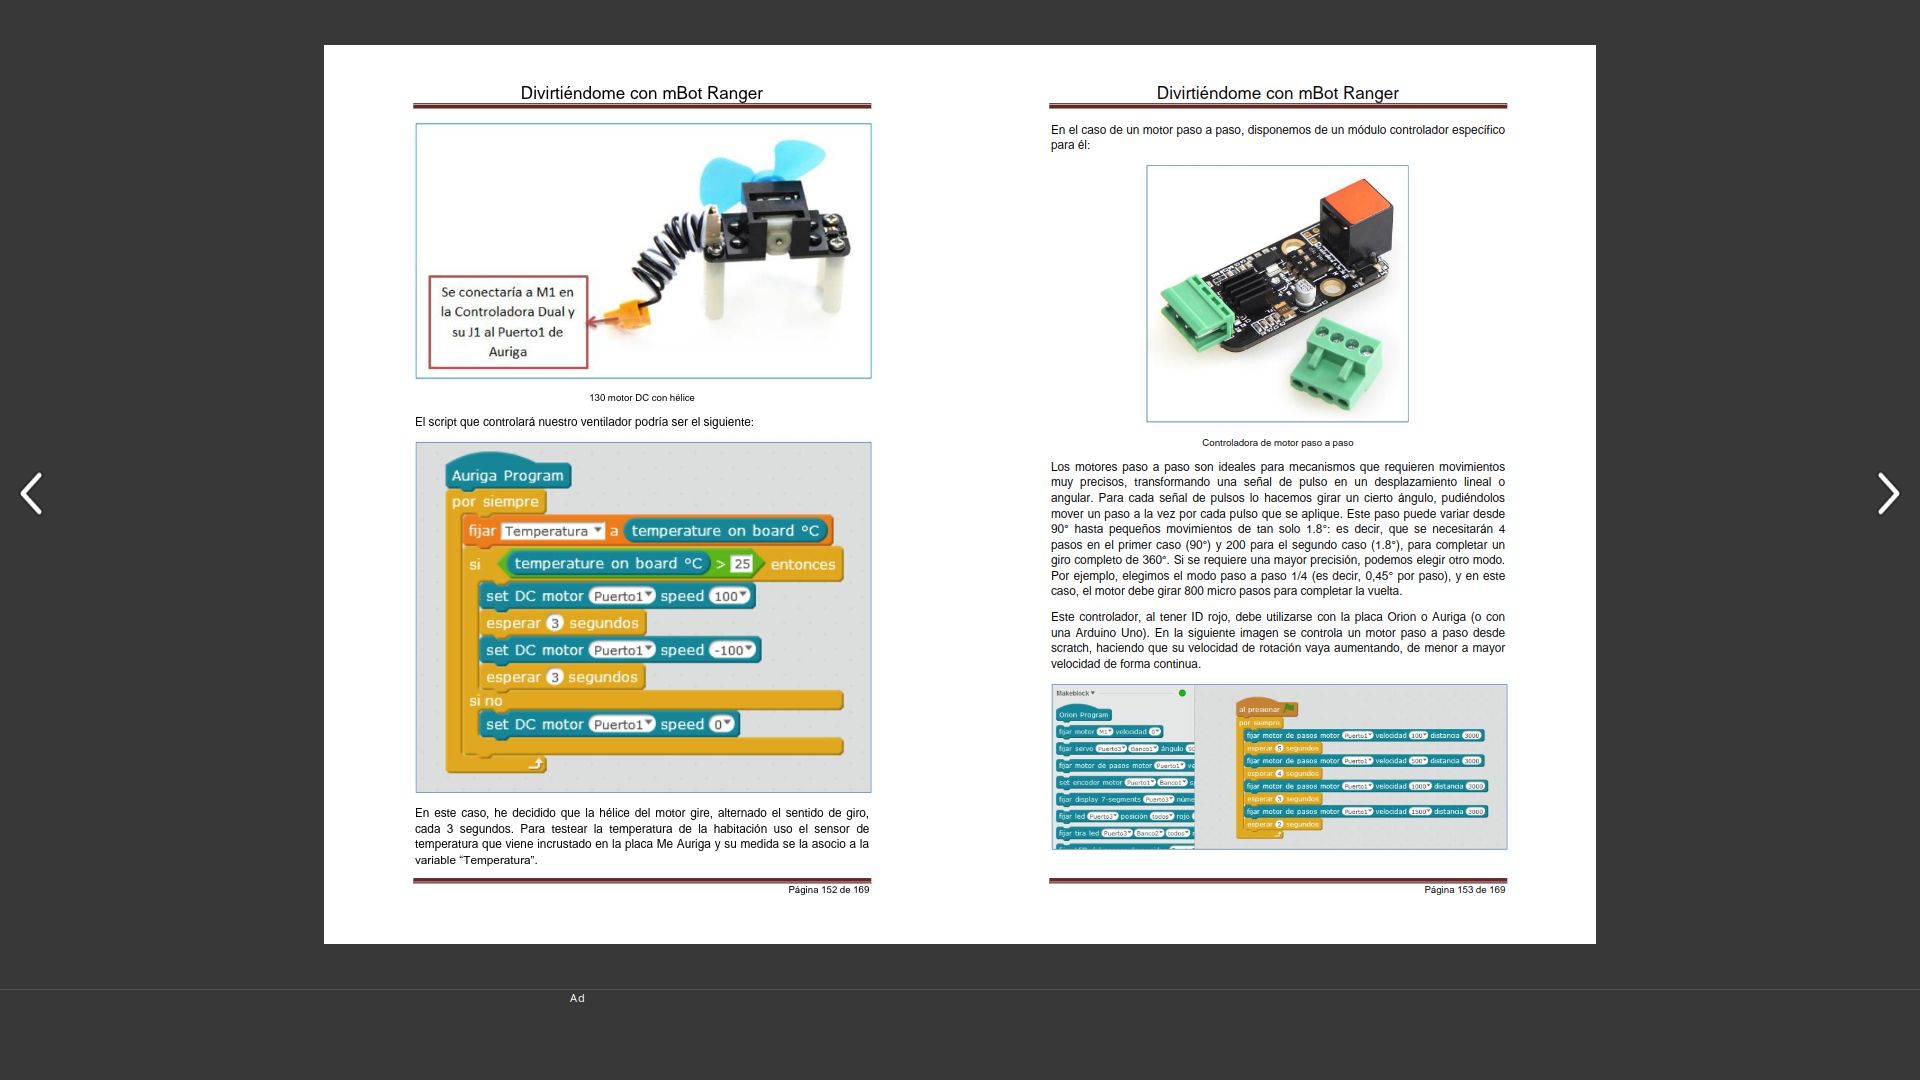 Divirtiéndome con mBot Ranger
Se conectaría a M1 en
la Controladora Dual y
su J1 al Puerto1 de
Auriga
130 motor DC con hélice
El script que controlará nuestro ventilador podría ser el siguiente:
Auriga Program
por siempre
fijar Temperatura a temperature on board ºC
si temperature on board ºC > 25 entonces
set DC motor Puerto1 speed 100
esperar 3 segundos
set DC motor Puerto1 speed -100
esperar 3 segundos
si no
set DC motor Puerto1 speed 0
En este caso, he decidido que la hélice del motor gire, alternado el sentido de giro,
cada 3 segundos. Para testear la temperatura de la habitación uso el sensor de
temperatura que viene incrustado en la placa Me Auriga y su medida se la asocio a la
variable “Temperatura”.
Página 152 de 169
Divirtiéndome con mBot Ranger
En el caso de un motor paso a paso, disponemos de un módulo controlador específico
para él:
Controladora de motor paso a paso
Los motores paso a paso son ideales para mecanismos que requieren movimientos
muy precisos, transformando una señal de pulso en un desplazamiento lineal o
angular. Para cada señal de pulsos lo hacemos girar un cierto ángulo, pudiéndolos
mover un paso a la vez por cada pulso que se aplique. Este paso puede variar desde
90° hasta pequeños movimientos de tan solo 1.8°: es decir, que se necesitarán 4
pasos en el primer caso (90°) y 200 para el segundo caso (1.8°), para completar un
giro completo de 360°. Si se requiere una mayor precisión, podemos elegir otro modo.
Por ejemplo, elegimos el modo paso a paso 1/4 (es decir, 0,45° por paso), y en este
caso, el motor debe girar 800 micro pasos para completar la vuelta.
Este controlador, al tener ID rojo, debe utilizarse con la placa Orion o Auriga (o con
una Arduino Uno). En la siguiente imagen se controla un motor paso a paso desde
scratch, haciendo que su velocidad de rotación vaya aumentando, de menor a mayor
velocidad de forma continua.
Makeblock
Orion Program
fijar motor M1 velocidad 0
fijar servo Puerto1 Banco1 ángulo
fijar motor de pasos motor Puerto1
set encoder motor Puerto1 Banco1
fijar display 7-segments Puerto3
fijar led Puerto3 posición todos rojo
fijar tira led Puerto3 Banco2 todos
al presionar
por siempre
fijar motor de pasos motor Puerto1 velocidad 100 distancia 3000
esperar 5 segundos
fijar motor de pasos motor Puerto1 velocidad 500 distancia 3000
esperar 4 segundos
fijar motor de pasos motor Puerto1 velocidad 1000 distancia 3000
esperar 3 segundos
fijar motor de pasos motor Puerto1 velocidad 1500 distancia 3000
esperar 2 segundos
Página 153 de 169
Ad